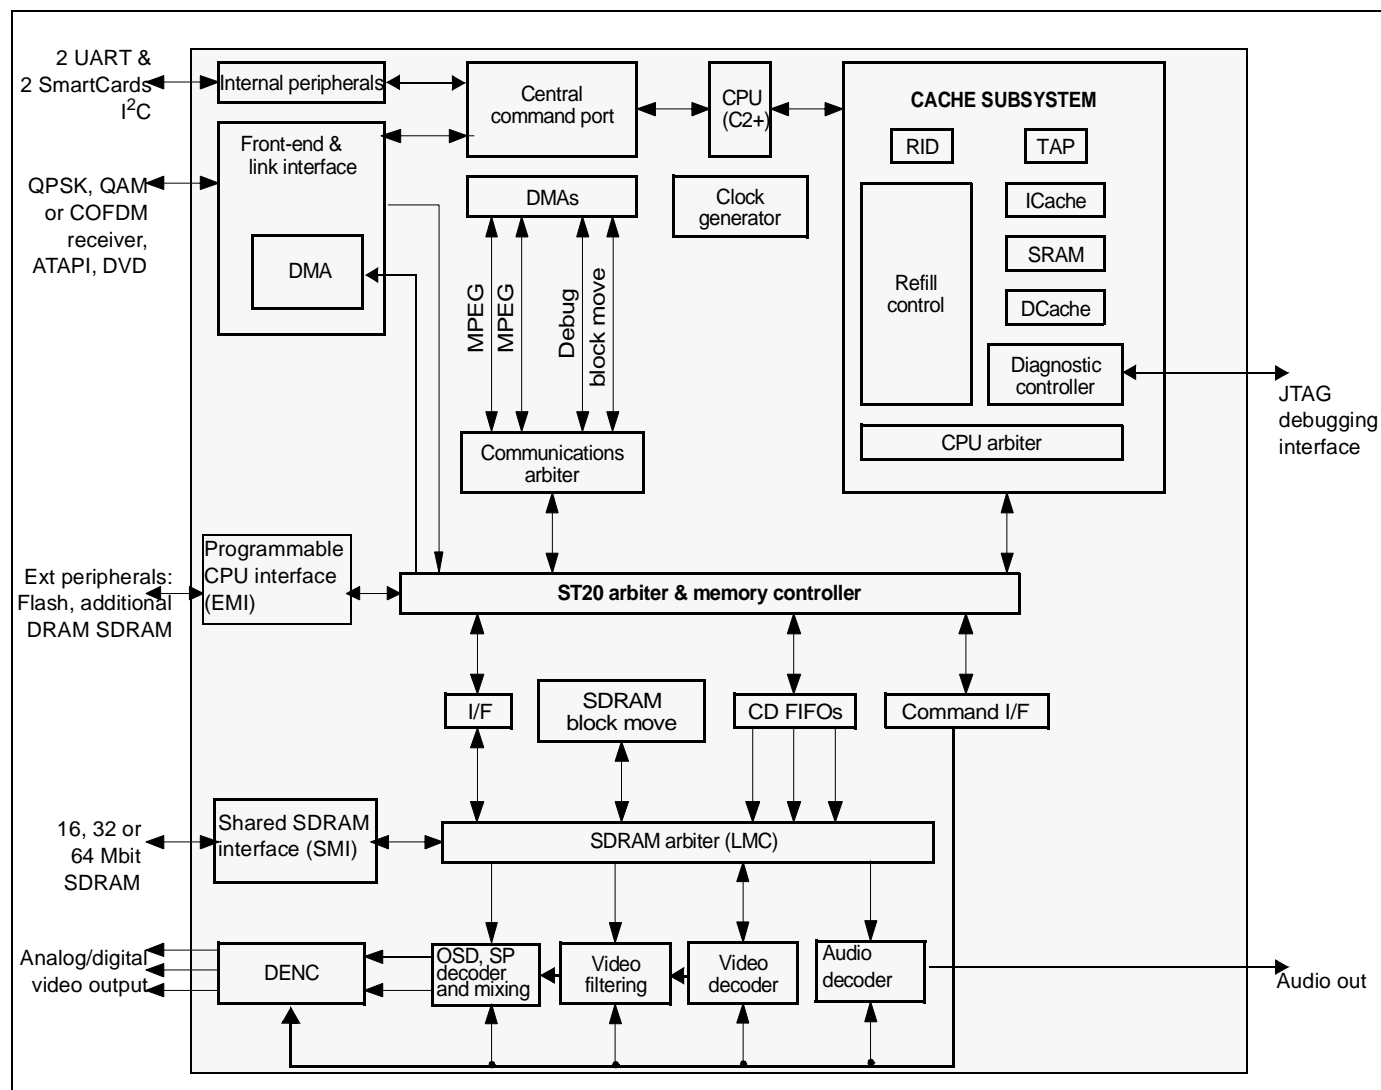 2 UART &
2 SmartCards
I2C
Internal peripherals
Central
command port
CPU
(C2+)
CACHE SUBSYSTEM
RID
TAP
Front-end &
link interface
QPSK, QAM
or COFDM
receiver,
ATAPI, DVD
DMA
DMAs
Clock
generator
ICache
SRAM
DCache
Refill
control
MPEG
MPEG
Debug
block move
Diagnostic
controller
JTAG
debugging
interface
CPU arbiter
Communications
arbiter
Programmable
CPU interface
(EMI)
Ext peripherals:
Flash, additional
DRAM SDRAM
ST20 arbiter & memory controller
I/F
SDRAM
block move
CD FIFOs
Command I/F
16, 32 or
64 Mbit
SDRAM
Shared SDRAM
interface (SMI)
SDRAM arbiter (LMC)
Analog/digital
video output
DENC
OSD, SP
decoder
and mixing
Video
filtering
Video
decoder
Audio
decoder
Audio out